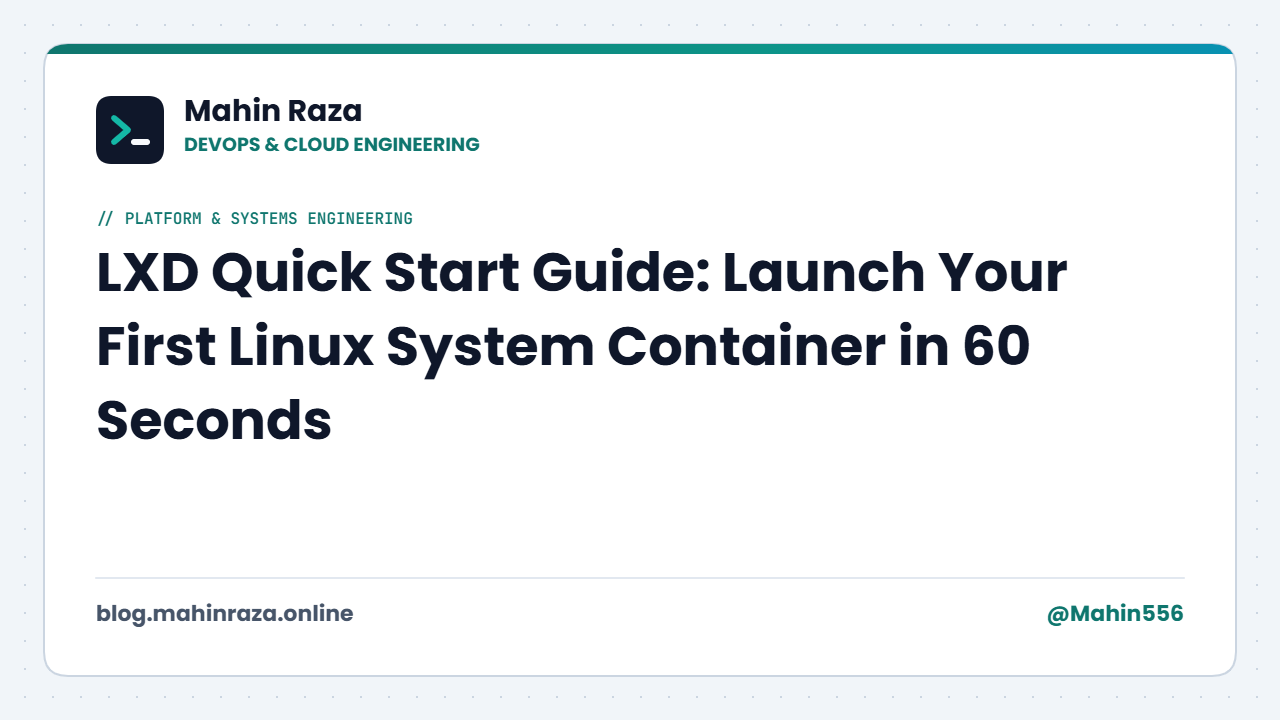 Mahin Raza
DEVOPS & CLOUD ENGINEERING
// PLATFORM & SYSTEMS ENGINEERING
LXD Quick Start Guide: Launch Your
First Linux System Container in 60
Seconds
blog.mahinraza.online
@Mahin556